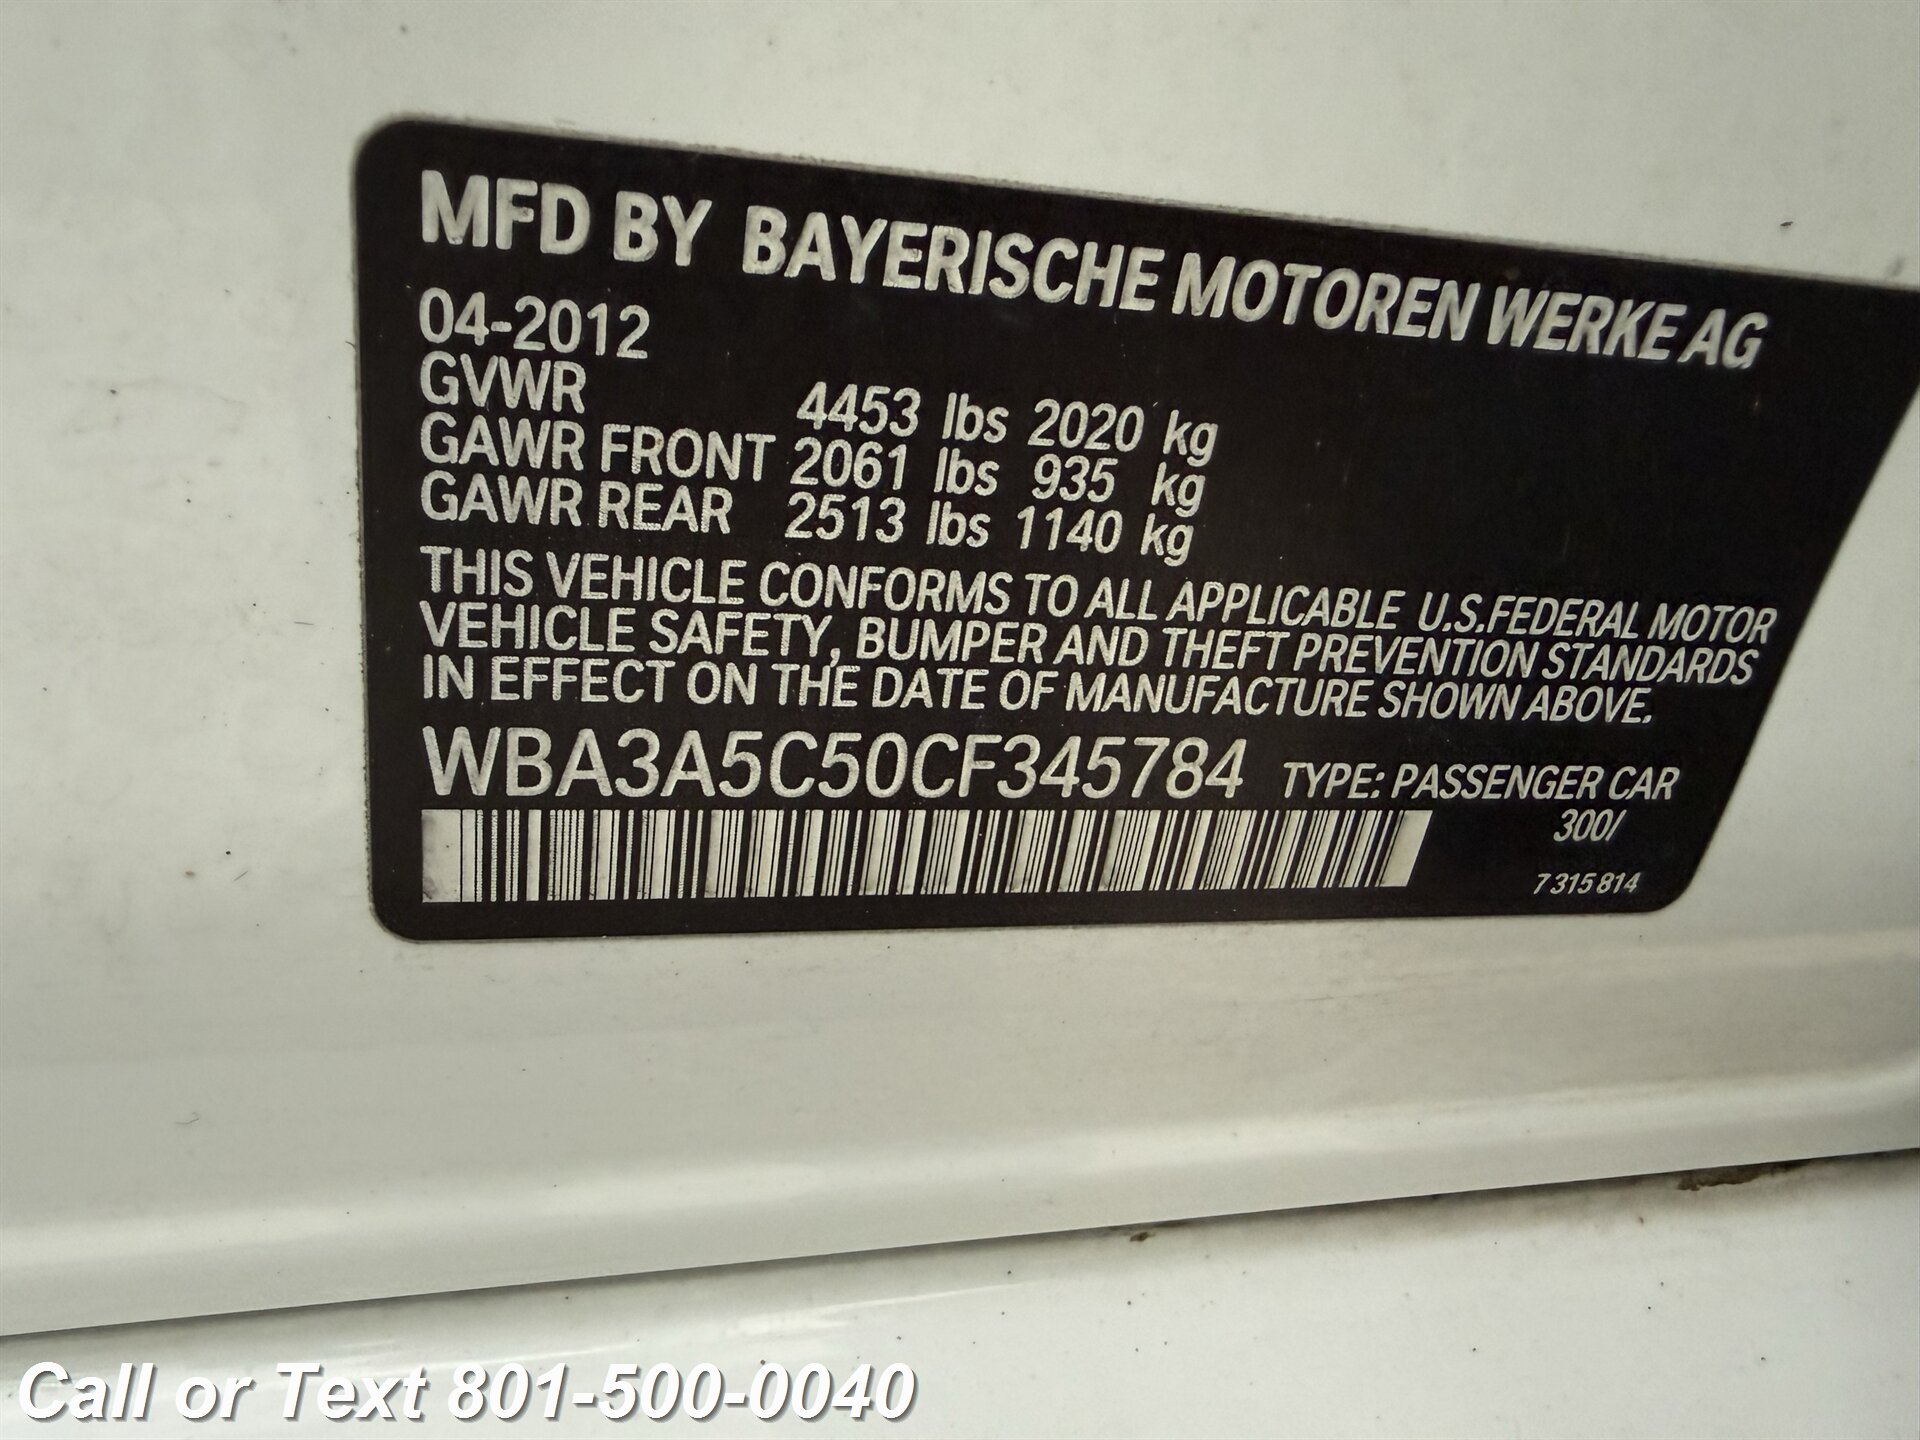 MFD BY BAYERISCHE MOTOREN WERKE AG
04-2012
GVWR 4453 lbs 2020 kg
GAWR FRONT 2061 lbs 935 kg
GAWR REAR 2513 lbs 1140 kg
THIS VEHICLE CONFORMS TO ALL APPLICABLE U.S.FEDERAL MOTOR
VEHICLE SAFETY, BUMPER AND THEFT PREVENTION STANDARDS
IN EFFECT ON THE DATE OF MANUFACTURE SHOWN ABOVE.
WBA3A5C50CF345784 TYPE: PASSENGER CAR
300/
7 315 814
Call or Text 801-500-0040